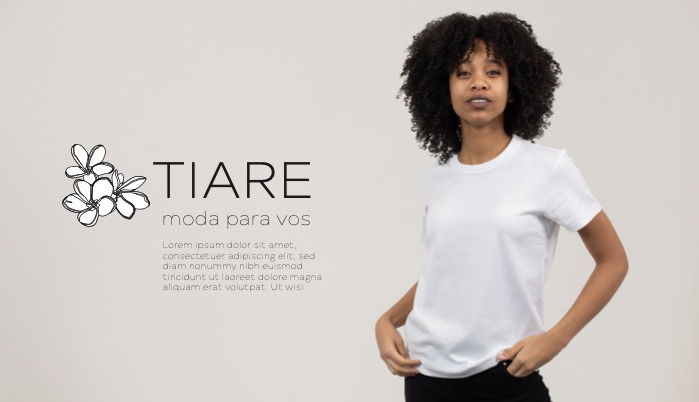 TIARE
moda para vos
Lorem ipsum dolor sit amet,
consectetuer adipiscing elit, sed
diam nonummy nibh euismod
tincidunt ut laoreet dolore magna
aliquam erat volutpat. Ut wisi